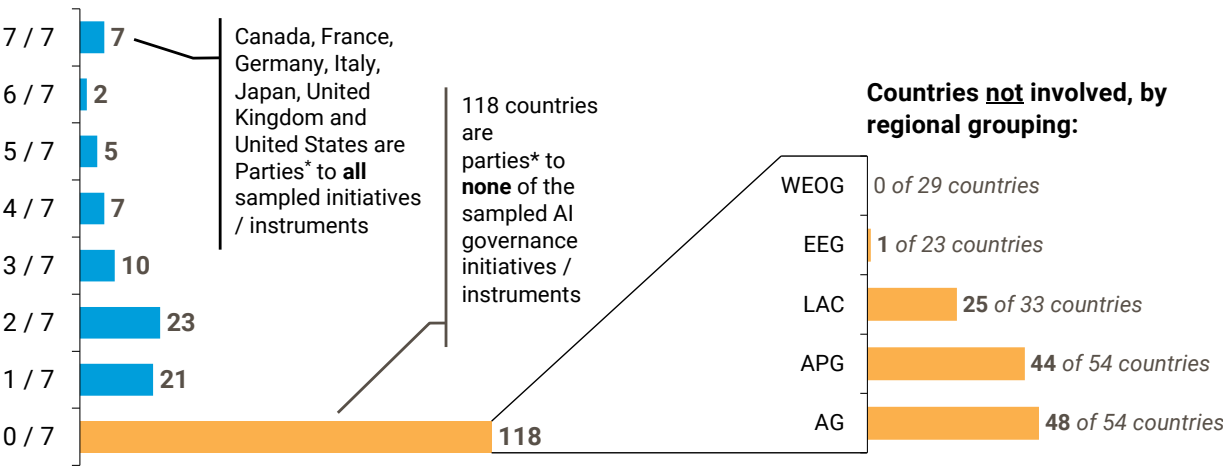 7 / 7
7
6 / 7
2
5 / 7
5
4 / 7
7
3 / 7
10
2 / 7
23
1 / 7
21
0 / 7
118
Canada, France,
Germany, Italy,
Japan, United
Kingdom and
United States are
Parties* to all
sampled initiatives
/ instruments
118 countries
are
parties* to
none of the
sampled AI
governance
initiatives /
instruments
Countries not involved, by
regional grouping:
WEOG 0 of 29 countries
EEG 1 of 23 countries
LAC 25 of 33 countries
APG 44 of 54 countries
AG 48 of 54 countries